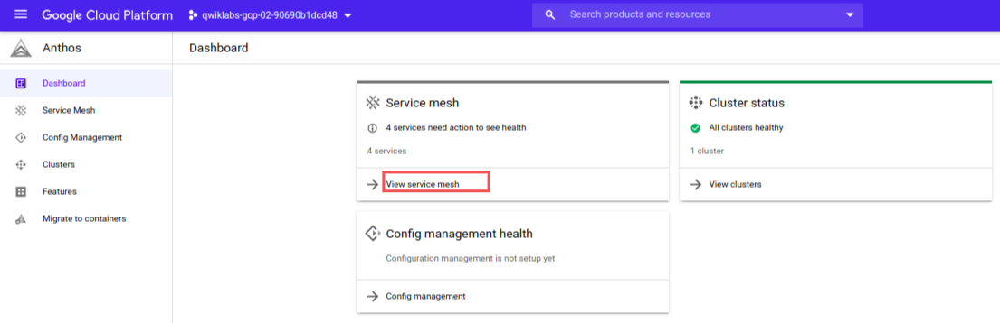 Google Cloud Platform
qwiklabs-gcp-02-90690b1dcd48
Search products and resources
Anthos
Dashboard
Dashboard
Service Mesh
Config Management
Clusters
Features
Migrate to containers
Service mesh
4 services need action to see health
4 services
View service mesh
Cluster status
All clusters healthy
1 cluster
View clusters
Config management health
Configuration management is not setup yet
Config management